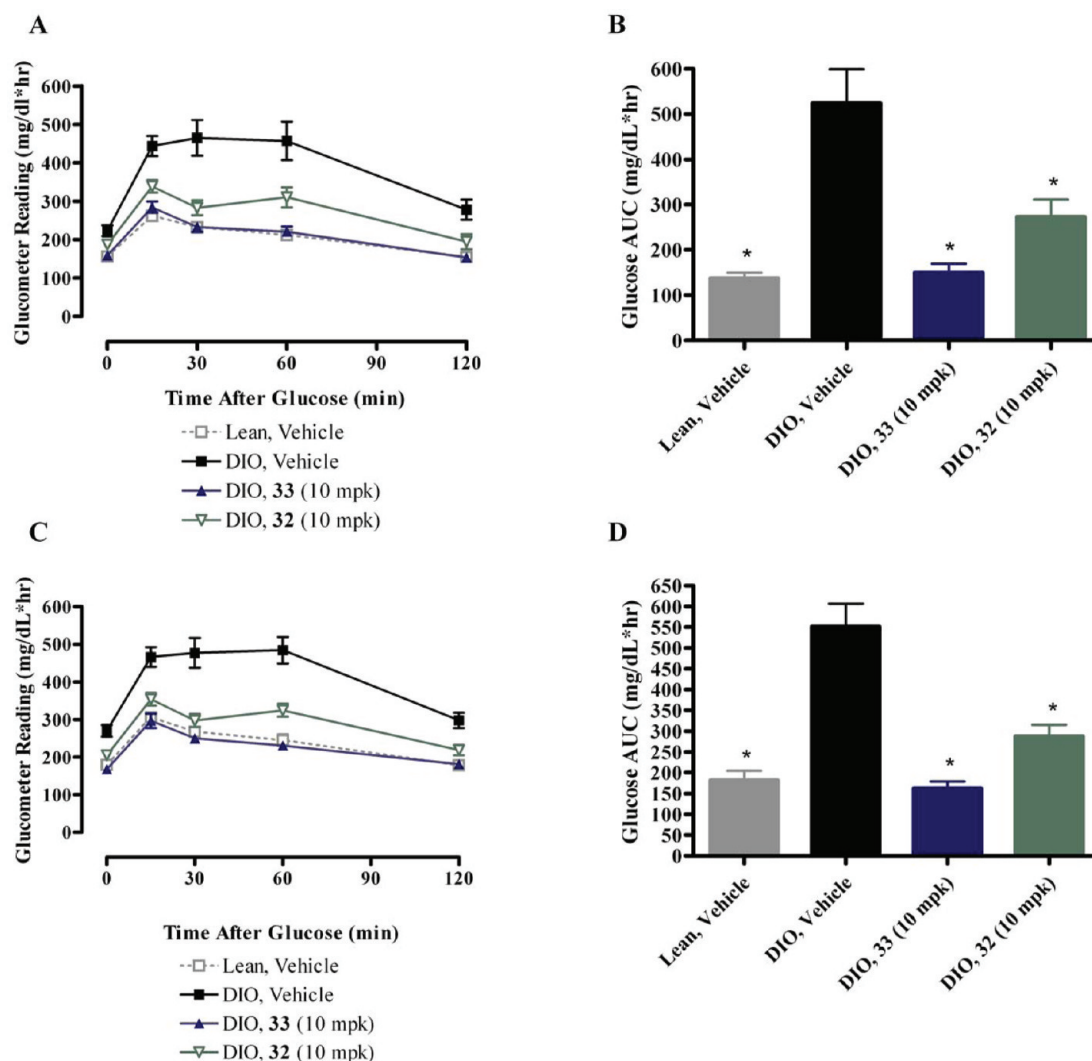 A
Glucometer Reading (mg/dl*hr)
600
500
400
300
200
100
0
0 30 60 90 120
Time After Glucose (min)
Lean, Vehicle
DIO, Vehicle
DIO, 33 (10 mpk)
DIO, 32 (10 mpk)
B
Glucose AUC (mg/dL*hr)
600
500
300
200
100
0
* * *
Lean, Vehicle
DIO, Vehicle
DIO, 33 (10 mpk)
DIO, 32 (10 mpk)
C
Glucometer Reading (mg/dL*hr)
600
500
400
300
200
100
0
0 30 60 90 120
Time After Glucose (min)
Lean, Vehicle
DIO, Vehicle
DIO, 33 (10 mpk)
DIO, 32 (10 mpk)
D
Glucose AUC (mg/dL*hr)
650
600
550
500
450
400
350
300
250
200
150
100
50
0
* * *
Lean, Vehicle
DIO, Vehicle
DIO, 33 (10 mpk)
DIO, 32 (10 mpk)